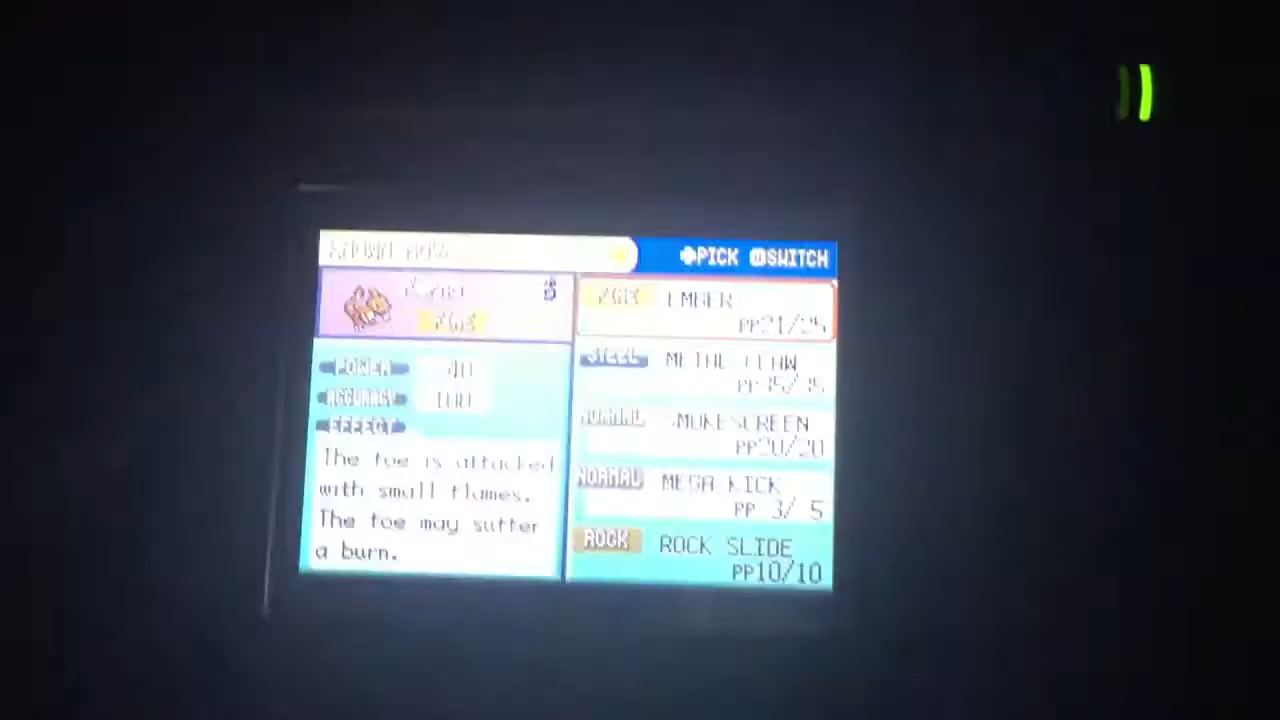 PICK SWITCH
EMBER
PP21/25
POWER 40
ACCURACY 100
EFFECT
The foe is attacked
with small flames.
The foe may suffer
a burn.
STEEL METAL CLAW
PP35/35
NORMAL SMOKESCREEN
PP20/20
NORMAL MEGA KICK
PP 3/ 5
ROCK ROCK SLIDE
PP10/10